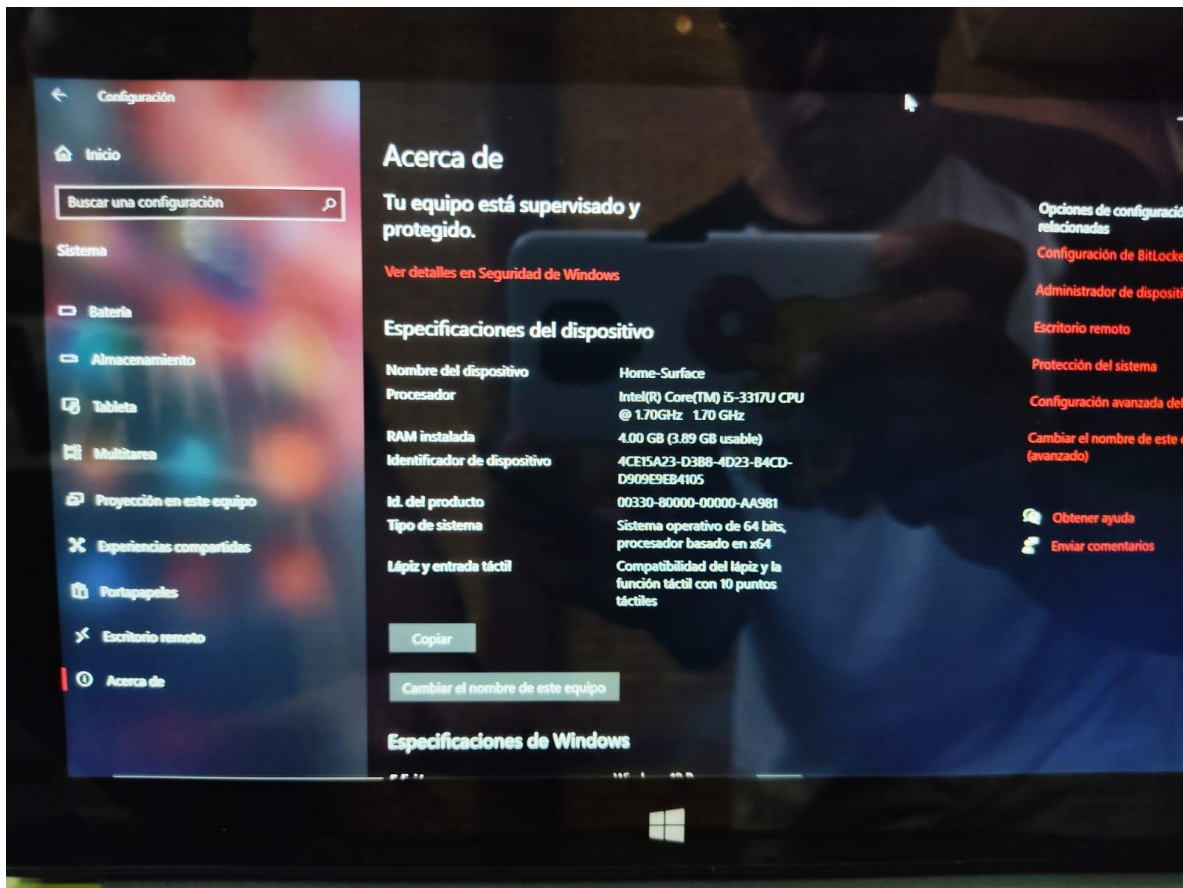 Configuración
Inicio
Buscar una configuración
Sistema
Batería
Almacenamiento
Tableta
Multitarea
Proyección en este equipo
Experiencias compartidas
Portapapeles
Escritorio remoto
Acerca de
Acerca de
Tu equipo está supervisado y
protegido.
Ver detalles en Seguridad de Windows
Especificaciones del dispositivo
Nombre del dispositivo Home-Surface
Procesador Intel(R) Core(TM) i5-3317U CPU
@ 1.70GHz 1.70 GHz
RAM instalada 4.00 GB (3.89 GB usable)
Identificador de dispositivo 4CE15A23-D3B8-4D23-B4CD-
D909E9EB4105
Id. del producto 00330-80000-00000-AA981
Tipo de sistema Sistema operativo de 64 bits,
procesador basado en x64
Lápiz y entrada táctil Compatibilidad del lápiz y la
función táctil con 10 puntos
táctiles
Copiar
Cambiar el nombre de este equipo
Especificaciones de Windows
Opciones de configuració
relacionadas
Configuración de BitLocke
Administrador de dispositi
Escritorio remoto
Protección del sistema
Configuración avanzada del
Cambiar el nombre de este
(avanzado)
Obtener ayuda
Enviar comentarios